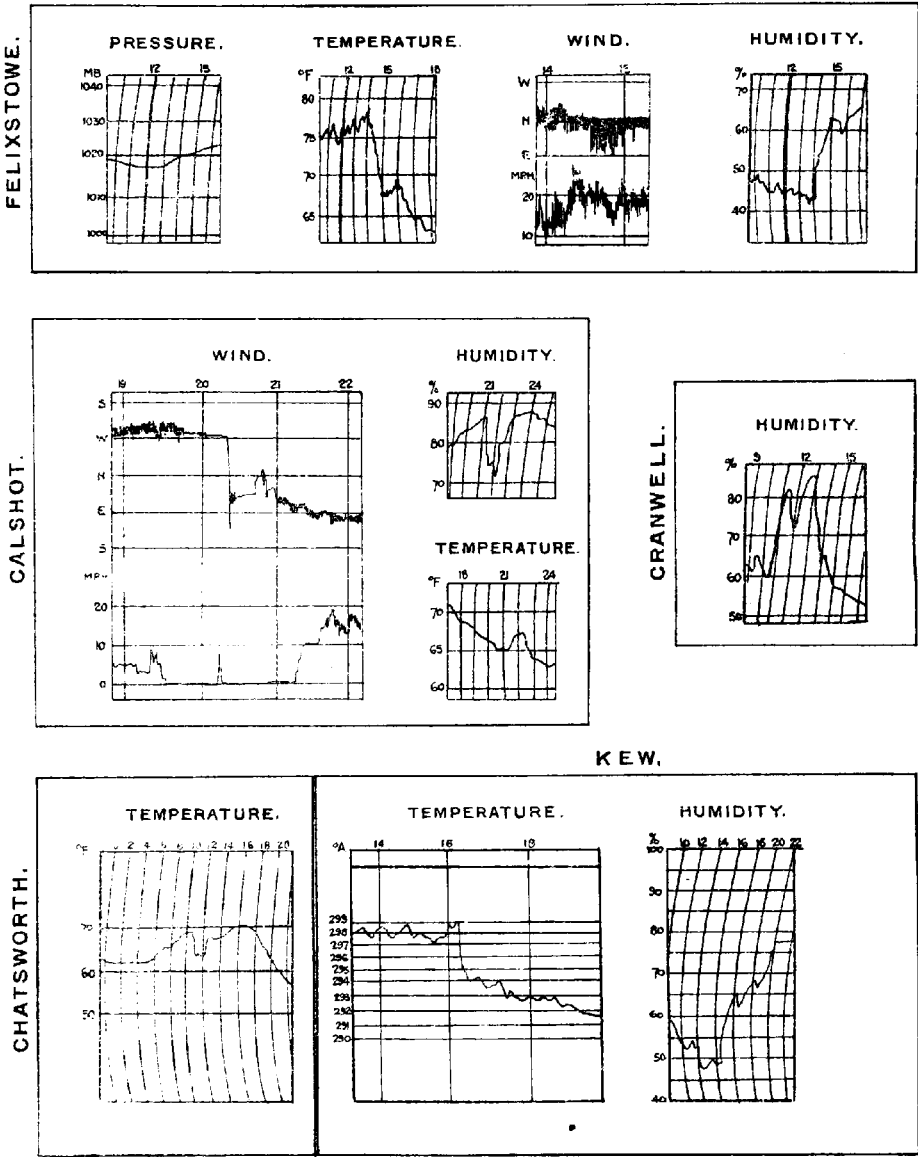 FELIXSTOWE.
PRESSURE.
MB 12 15
1040
1030
1020
1010
1000
TEMPERATURE.
°F 12 15 18
80
75
70
65
WIND.
14 15
W
N
E
MPH
20
10
HUMIDITY.
% 12 15
70
60
50
40
CALSHOT.
WIND.
19 20 21 22
S
W
N
E
S
MPH
20
10
0
HUMIDITY.
% 21 24
90
80
70
TEMPERATURE.
°F 18 21 24
70
65
60
CRANWELL.
HUMIDITY.
% 9 12 15
80
70
60
50
CHATSWORTH.
TEMPERATURE.
°F 0 2 4 6 8 10 12 14 16 18 20
70
60
50
KEW.
TEMPERATURE.
°A 14 16 18
299
298
297
296
295
294
293
292
291
290
HUMIDITY.
% 10 12 14 16 18 20 22
100
90
80
70
60
50
40